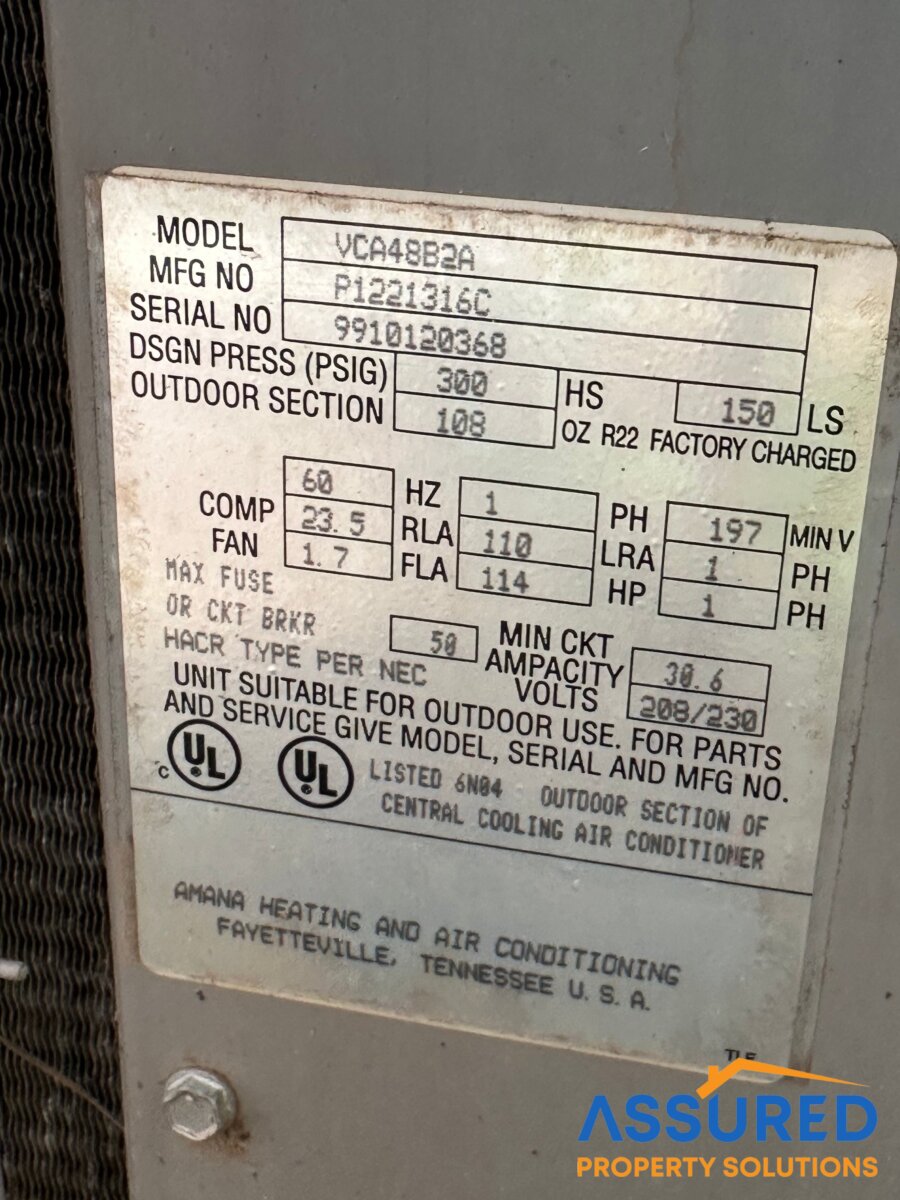 MODEL VCA48B2A
MFG NO P1221316C
SERIAL NO 9910120368
DSGN PRESS (PSIG) 300 HS 150 LS
OUTDOOR SECTION 108 OZ R22 FACTORY CHARGED
60 HZ 1 PH 197 MIN V
COMP 23.5 RLA 110 LRA 1 PH
FAN 1.7 FLA 114 HP 1 PH
MAX FUSE
OR CKT BRKR 50 MIN CKT
HACR TYPE PER NEC AMPACITY 30.6
VOLTS 208/230
UNIT SUITABLE FOR OUTDOOR USE. FOR PARTS
AND SERVICE GIVE MODEL, SERIAL AND MFG NO.
C UL UL LISTED 6N04 OUTDOOR SECTION OF
CENTRAL COOLING AIR CONDITIONER
AMANA HEATING AND AIR CONDITIONING
FAYETTEVILLE, TENNESSEE U.S.A.
ASSURED
PROPERTY SOLUTIONS